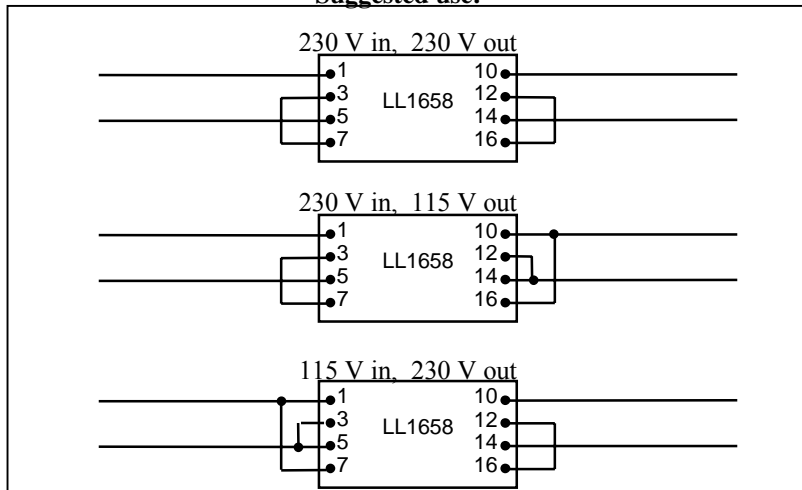 Suggested use:
230 V in, 230 V out
1 10
3 12
LL1658
5 14
7 16
230 V in, 115 V out
1 10
3 12
LL1658
5 14
7 16
115 V in, 230 V out
1 10
3 12
LL1658
5 14
7 16